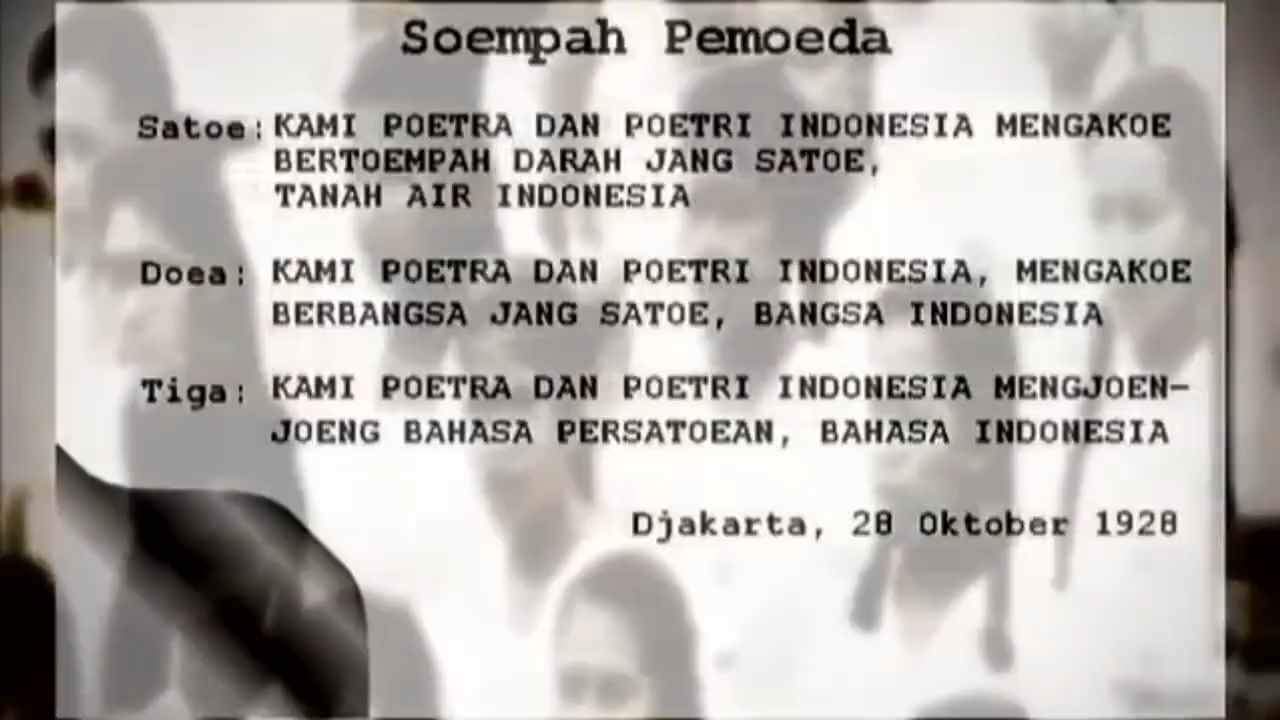 Soempah Pemoeda
Satoe: KAMI POETRA DAN POETRI INDONESIA MENGAKOE
BERTOEMPAH DARAH JANG SATOE,
TANAH AIR INDONESIA
Doea: KAMI POETRA DAN POETRI INDONESIA, MENGAKOE
BERBANGSA JANG SATOE, BANGSA INDONESIA
Tiga: KAMI POETRA DAN POETRI INDONESIA MENGJOEN-
JOENG BAHASA PERSATOEAN, BAHASA INDONESIA
Djakarta, 28 Oktober 1928